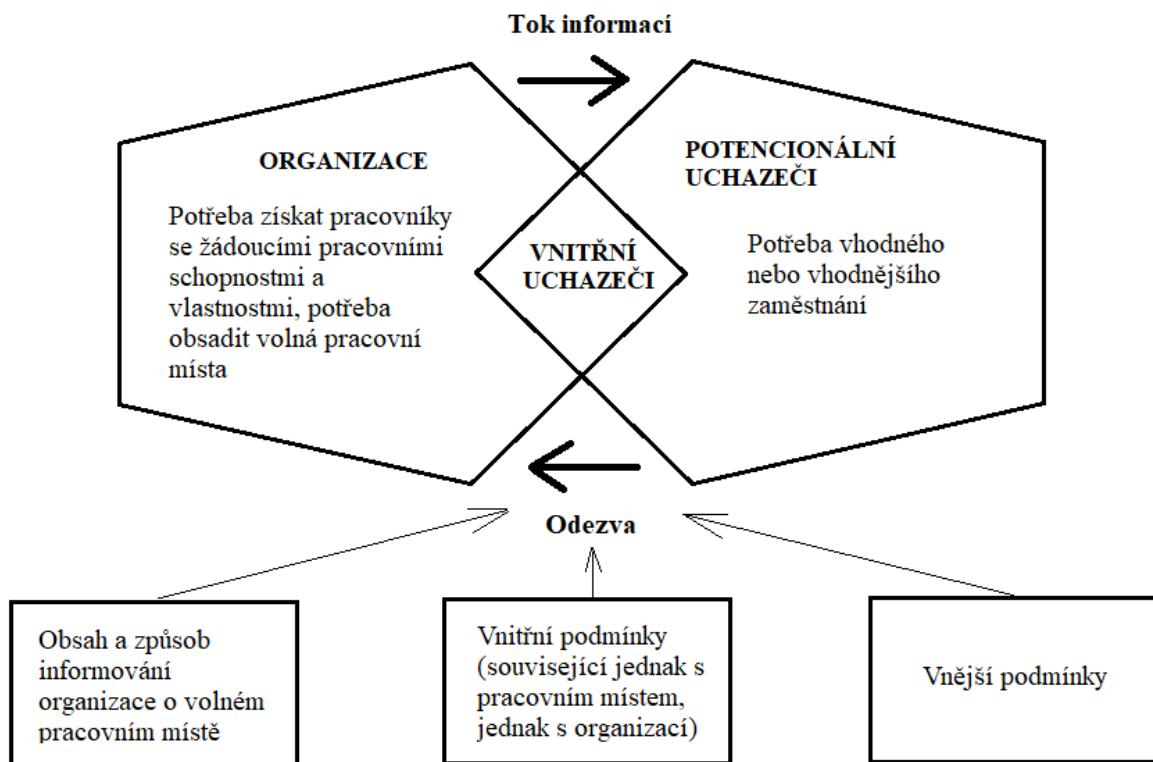 Tok informací
ORGANIZACE
Potřeba získat pracovníky
se žádoucími pracovními
schopnostmi a
vlastnostmi, potřeba
obsadit volná pracovní
místa
VNITŘNÍ
UCHAZEČI
POTENCIONÁLNÍ
UCHAZEČI
Potřeba vhodného
nebo vhodnějšího
zaměstnání
Odezva
Obsah a způsob
informování
organizace o volném
pracovním místě
Vnitřní podmínky
(související jednak s
pracovním místem,
jednak s organizací)
Vnější podmínky